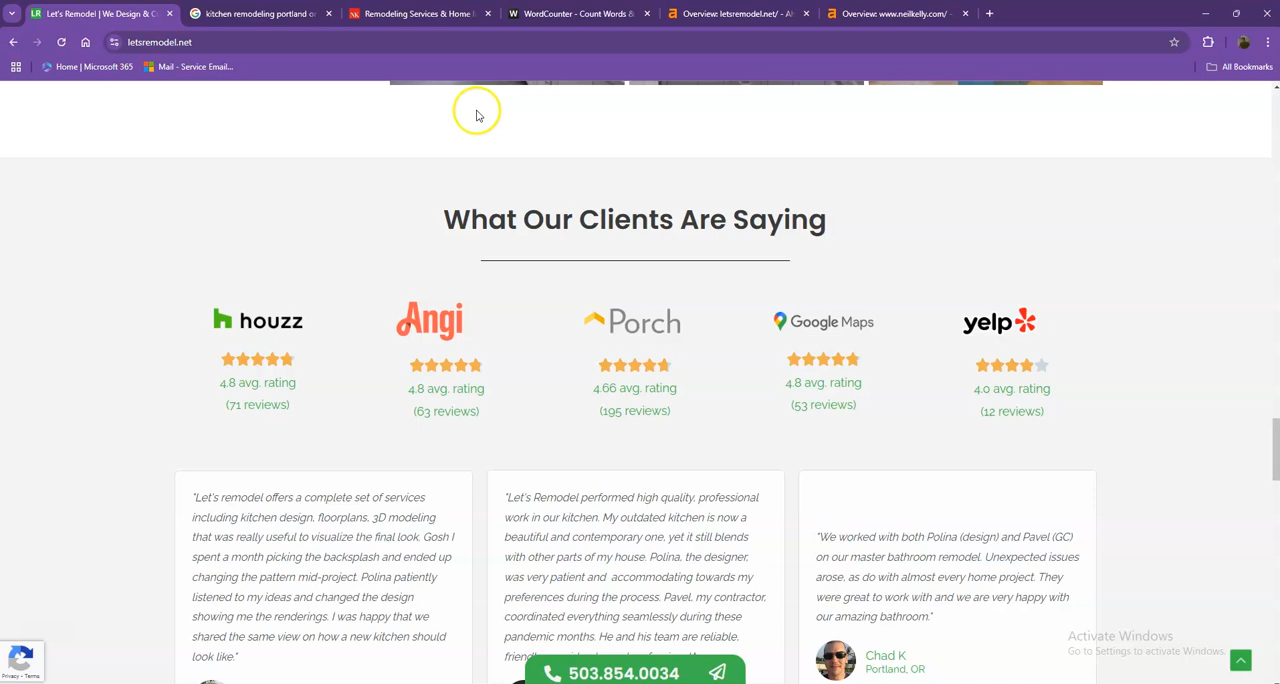 LR Let's Remodel | We Design & C
kitchen remodeling portland or
NK Remodeling Services & Home I
W WordCounter - Count Words &
a Overview: letsremodel.net/ - Ah
a Overview: www.neilkelly.com/ -
letsremodel.net
Home | Microsoft 365
Mail - Service Email...
All Bookmarks
What Our Clients Are Saying
houzz
Angi
Porch
Google Maps
yelp
4.8 avg. rating
(71 reviews)
4.8 avg. rating
(63 reviews)
4.66 avg. rating
(195 reviews)
4.8 avg. rating
(53 reviews)
4.0 avg. rating
(12 reviews)
"Let's remodel offers a complete set of services
including kitchen design, floorplans, 3D modeling
that was really useful to visualize the final look. Gosh I
spent a month picking the backsplash and ended up
changing the pattern mid-project. Polina patiently
listened to my ideas and changed the design
showing me the renderings. I was happy that we
shared the same view on how a new kitchen should
look like."
"Let's Remodel performed high quality, professional
work in our kitchen. My outdated kitchen is now a
beautiful and contemporary one, yet it still blends
with other parts of my house. Polina, the designer,
was very patient and accommodating towards my
preferences during the process. Pavel, my contractor,
coordinated everything seamlessly during these
pandemic months. He and his team are reliable,
"We worked with both Polina (design) and Pavel (GC)
on our master bathroom remodel. Unexpected issues
arose, as do with almost every home project. They
were great to work with and we are very happy with
our amazing bathroom."
Chad K
Portland, OR
503.854.0034
Activate Windows
Go to Settings to activate Windows.
Privacy - Terms